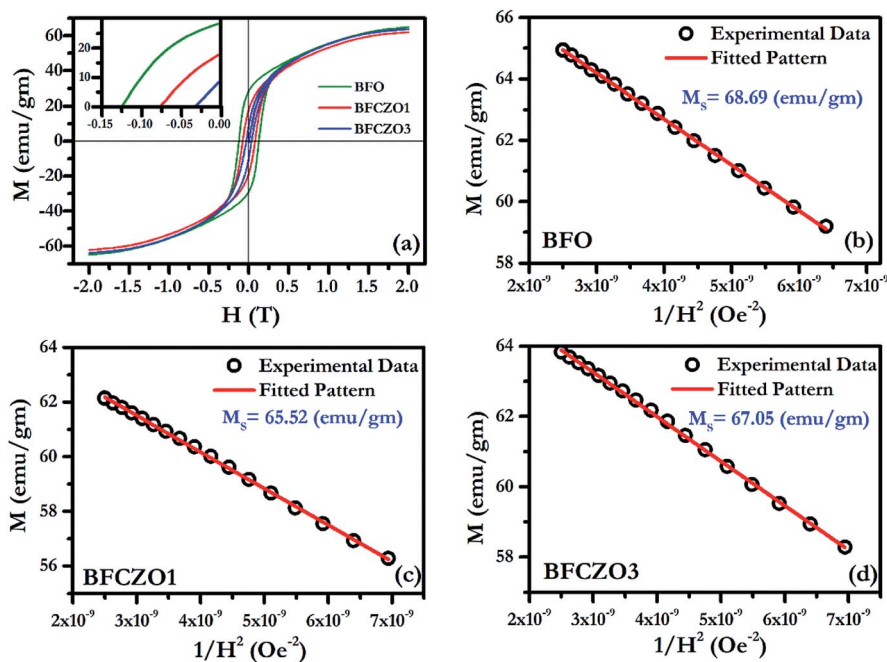 60
40
20
0
-20
-40
-60
M (emu/gm)
20
10
0
-0.15 -0.10 -0.05 0.00
BFO
BFCZO1
BFCZO3
(a)
-2.0 -1.5 -1.0 -0.5 0.0 0.5 1.0 1.5 2.0
H (T)
66
64
62
60
58
M (emu/gm)
Experimental Data
Fitted Pattern
Ms= 68.69 (emu/gm)
BFO
(b)
2x10⁻⁹ 3x10⁻⁹ 4x10⁻⁹ 5x10⁻⁹ 6x10⁻⁹ 7x10⁻⁹
1/H² (Oe⁻²)
64
62
60
58
56
M (emu/gm)
Experimental Data
Fitted Pattern
Ms= 65.52 (emu/gm)
BFCZO1
(c)
2x10⁻⁹ 3x10⁻⁹ 4x10⁻⁹ 5x10⁻⁹ 6x10⁻⁹ 7x10⁻⁹
1/H² (Oe⁻²)
64
62
60
58
M (emu/gm)
Experimental Data
Fitted Pattern
Ms= 67.05 (emu/gm)
BFCZO3
(d)
2x10⁻⁹ 3x10⁻⁹ 4x10⁻⁹ 5x10⁻⁹ 6x10⁻⁹ 7x10⁻⁹
1/H² (Oe⁻²)